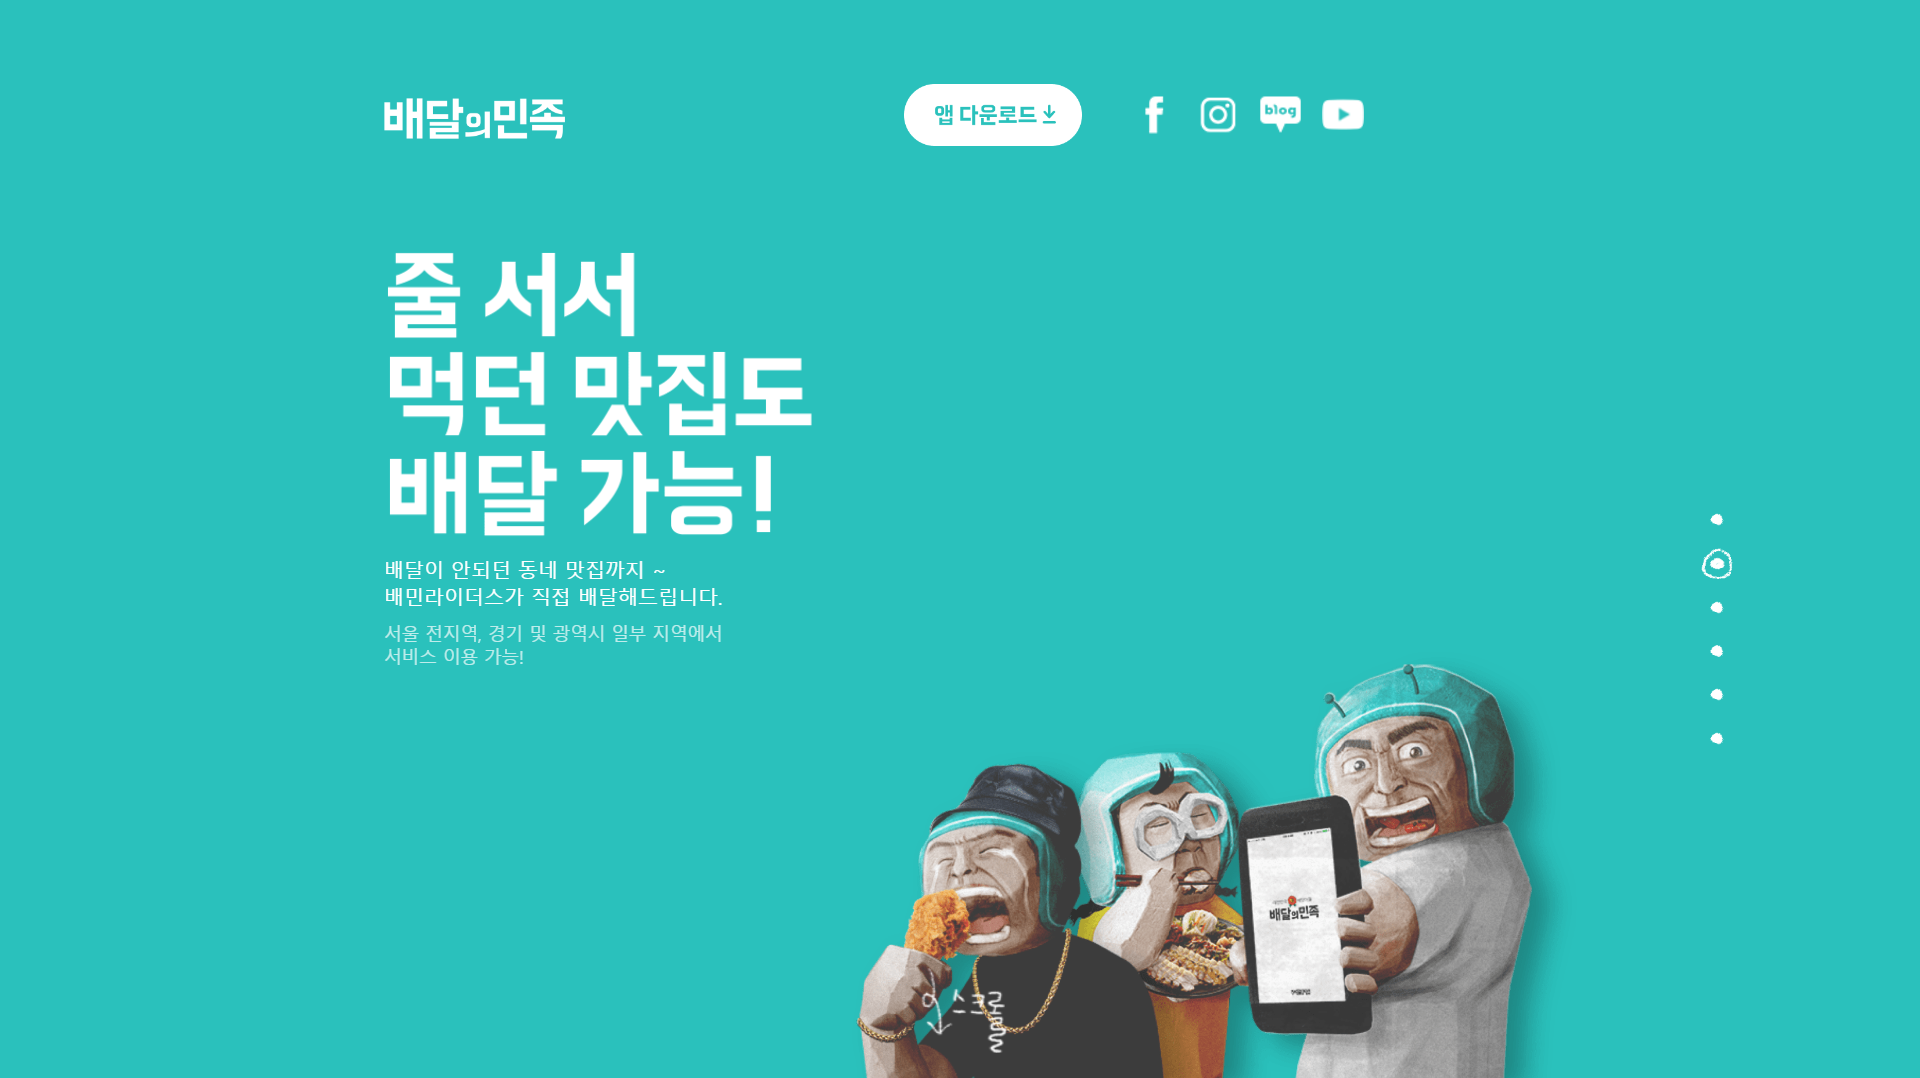 배달의민족
앱 다운로드
blog
줄 서서
먹던 맛집도
배달 가능!
배달이 안되던 동네 맛집까지 ~
배민라이더스가 직접 배달해드립니다.
서울 전지역, 경기 및 광역시 일부 지역에서
서비스 이용 가능!
배달의민족
스크롤